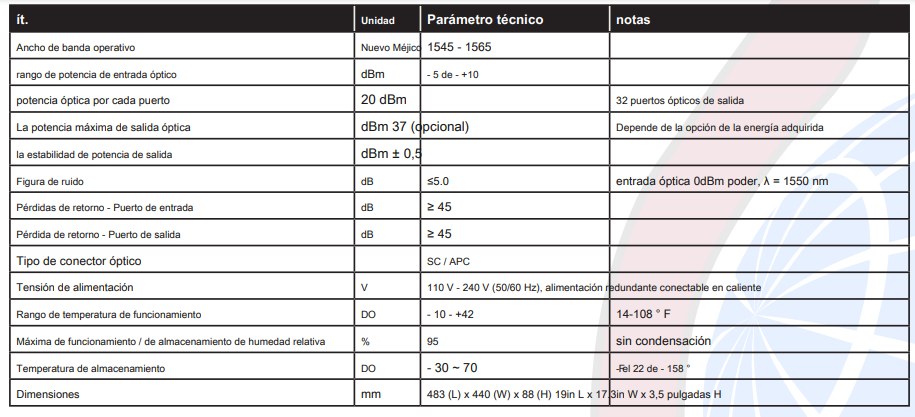 ít. Unidad Parámetro técnico notas
Ancho de banda operativo Nuevo Méjico 1545 - 1565
rango de potencia de entrada óptico dBm - 5 de - +10
potencia óptica por cada puerto 20 dBm 32 puertos ópticos de salida
La potencia máxima de salida óptica dBm 37 (opcional) Depende de la opción de la energía adquirida
la estabilidad de potencia de salida dBm ± 0,5
Figura de ruido dB ≤5.0 entrada óptica 0dBm poder, λ = 1550 nm
Pérdidas de retorno - Puerto de entrada dB ≥ 45
Pérdida de retorno - Puerto de salida dB ≥ 45
Tipo de conector óptico SC / APC
Tensión de alimentación V 110 V - 240 V (50/60 Hz), alimentación redundante conectable en caliente
Rango de temperatura de funcionamiento DO - 10 - +42 14-108 ° F
Máxima de funcionamiento / de almacenamiento de humedad relativa % 95 sin condensación
Temperatura de almacenamiento DO - 30 ~ 70 22 de - 158 °
Dimensiones mm 483 (L) x 440 (W) x 88 (H) 19in L x 17,3in W x 3,5 pulgadas H